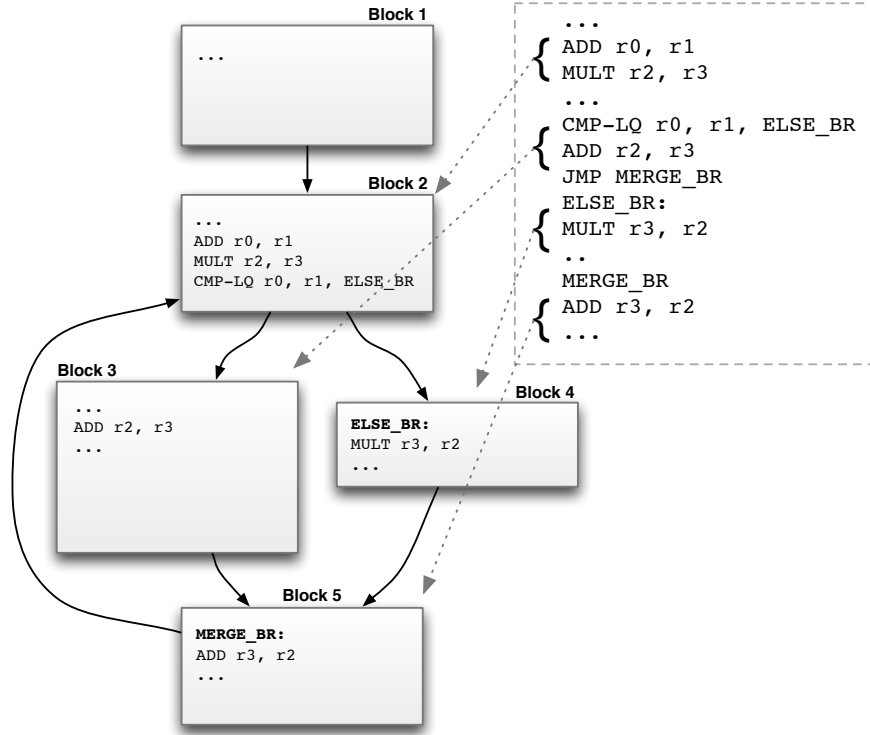 Block 1
...
Block 2
...
ADD r0, r1
MULT r2, r3
CMP-LQ r0, r1, ELSE_BR
Block 3
...
ADD r2, r3
...
Block 4
ELSE_BR:
MULT r3, r2
...
Block 5
MERGE_BR:
ADD r3, r2
...
...
{ ADD r0, r1
MULT r2, r3
...
{ CMP-LQ r0, r1, ELSE_BR
ADD r2, r3
JMP MERGE_BR
{ ELSE_BR:
MULT r3, r2
..
MERGE_BR
{ ADD r3, r2
...